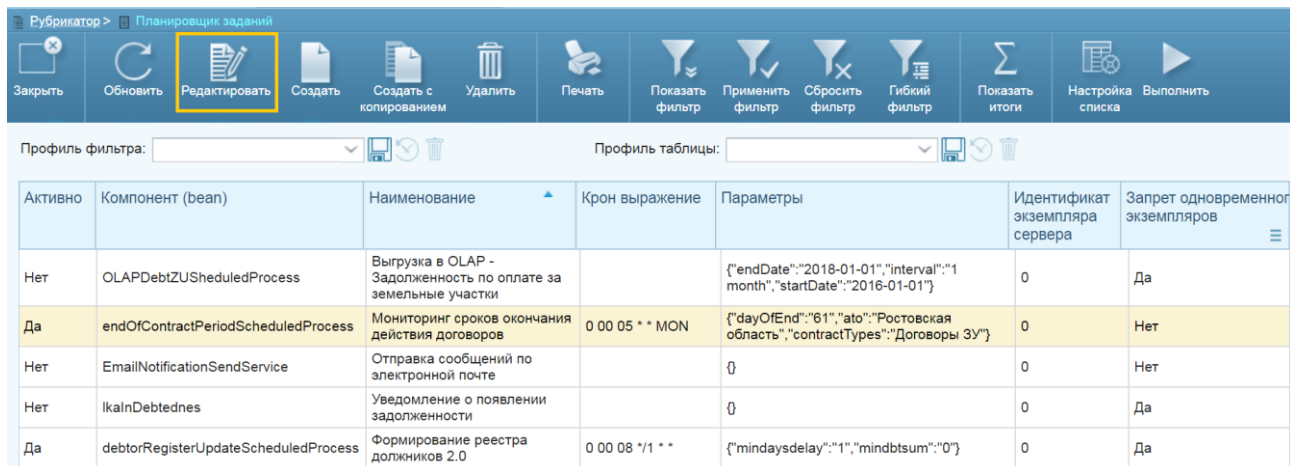 Рубрикатор > Планировщик заданий
Закрыть Обновить Редактировать Создать Создать с копированием Удалить Печать Показать фильтр Применить фильтр Сбросить фильтр Гибкий фильтр Показать итоги Настройка списка Выполнить
Профиль фильтра: Профиль таблицы:
Активно Компонент (bean) Наименование Крон выражение Параметры Идентификат экземпляра сервера Запрет одновременног экземпляров
Нет OLAPDebtZUSheduledProcess Выгрузка в OLAP - Задолженность по оплате за земельные участки {"endDate":"2018-01-01","interval":"1 month","startDate":"2016-01-01"} 0 Да
Да endOfContractPeriodScheduledProcess Мониторинг сроков окончания действия договоров 0 00 05 * * MON {"dayOfEnd":"61","ato":"Ростовская область","contractTypes":"Договоры ЗУ"} 0 Нет
Нет EmailNotificationSendService Отправка сообщений по электронной почте {} 0 Нет
Нет lkaInDebtednes Уведомление о появлении задолженности {} 0 Да
Да debtorRegisterUpdateScheduledProcess Формирование реестра должников 2.0 0 00 08 */1 * * {"mindaysdelay":"1","mindbtsum":"0"} 0 Да